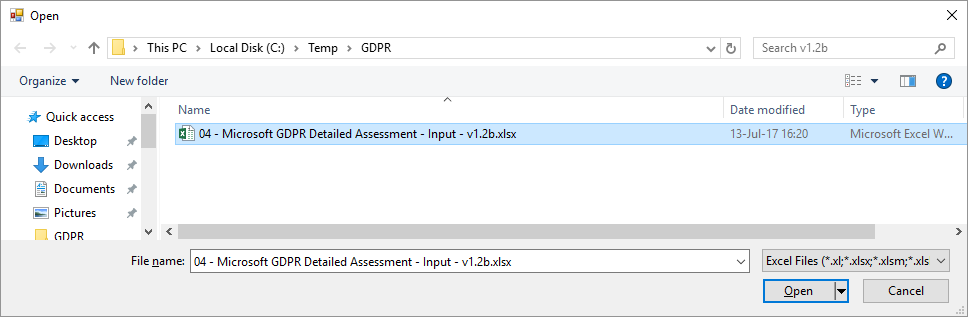 Open
This PC > Local Disk (C:) > Temp > GDPR
Search v1.2b
Organize
New folder
Name
Date modified
Type
Quick access
Desktop
Downloads
Documents
Pictures
GDPR
04 - Microsoft GDPR Detailed Assessment - Input - v1.2b.xlsx
13-Jul-17 16:20
Microsoft Excel W...
File name:
04 - Microsoft GDPR Detailed Assessment - Input - v1.2b.xlsx
Excel Files (*.xl;*.xlsx;*.xlsm;*.xls
Open
Cancel